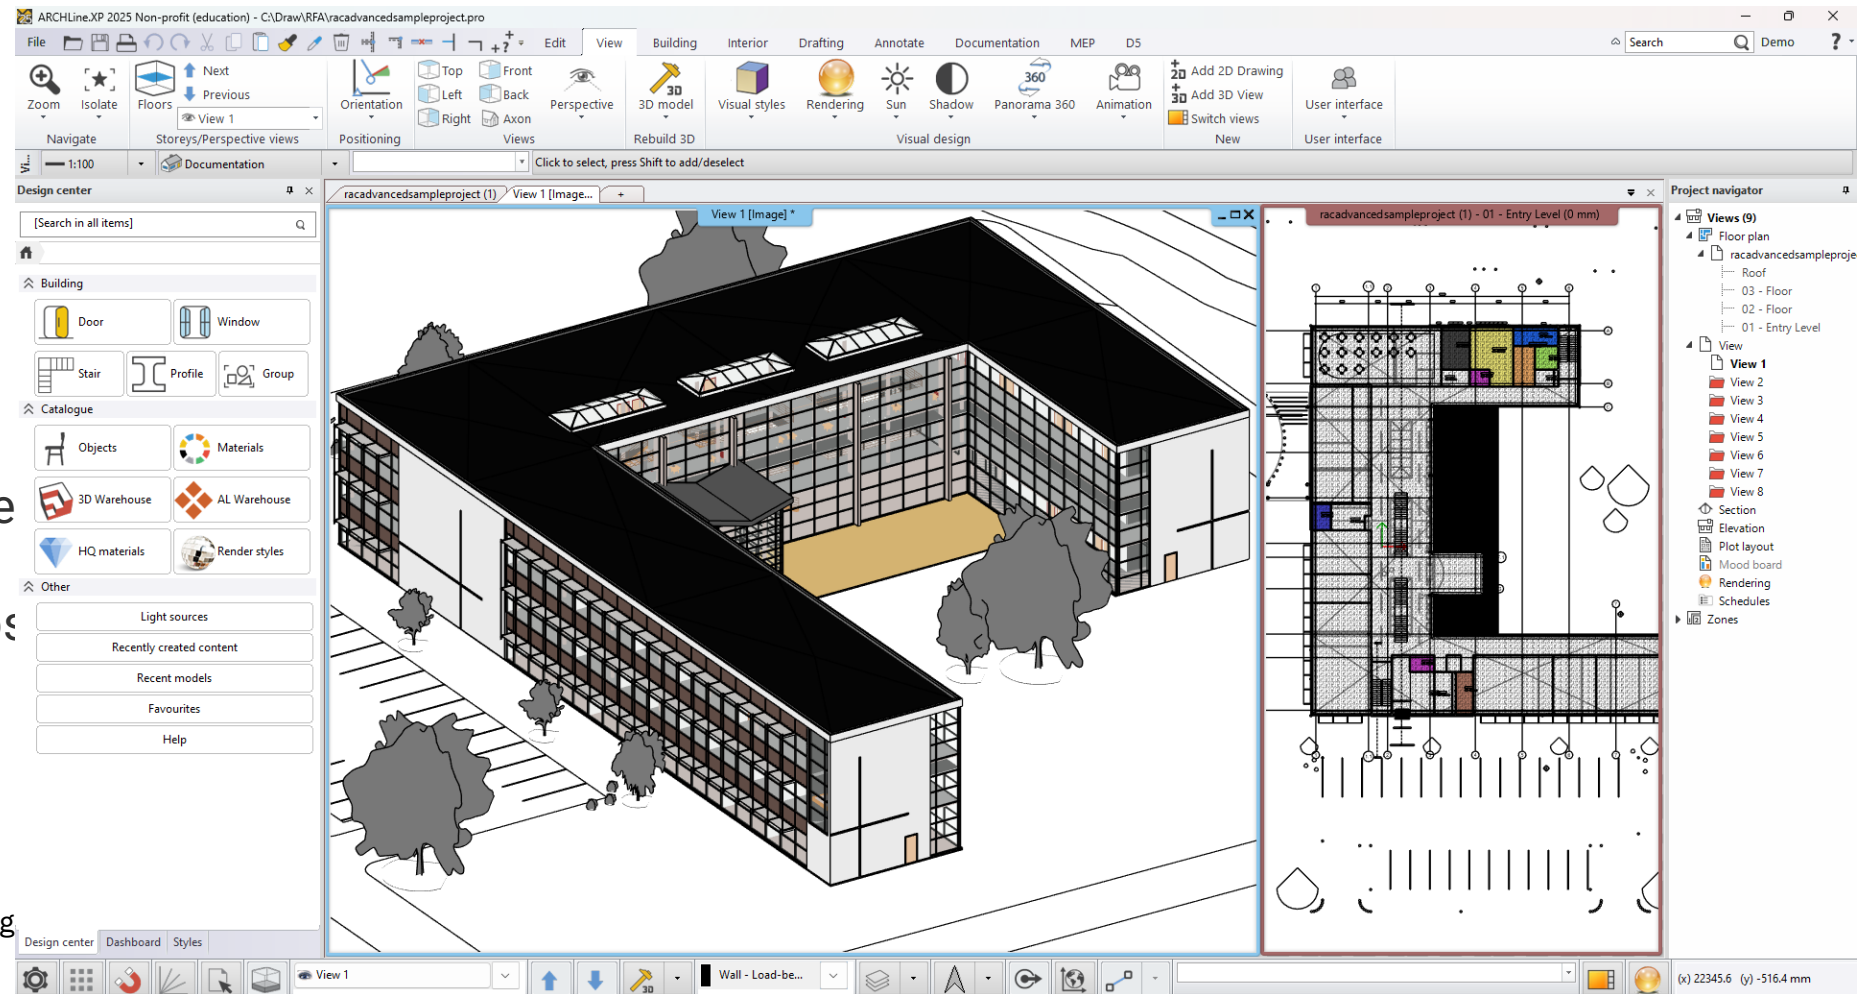 ARCHLine.XP 2025 Non-profit (education) - C:\Draw\RFA\racadvancedsampleproject.pro
File Edit View Building Interior Drafting Annotate Documentation MEP D5 Search Demo ?
Zoom
Isolate
Navigate
Floors
Next
Previous
View 1
Storeys/Perspective views
Orientation
Positioning
Top Front
Left Back
Right Axon
Perspective
Views
3D
3D model
Rebuild 3D
Visual styles
Rendering
Sun
Shadow
360
Panorama 360
Animation
Visual design
2D Add 2D Drawing
3D Add 3D View
Switch views
New
User interface
User interface
1:100
Documentation
Click to select, press Shift to add/deselect
Design center
[Search in all items]
Building
Door
Window
Stair
Profile
Group
Catalogue
Objects
Materials
3D Warehouse
AL Warehouse
HQ materials
Render styles
Other
Light sources
Recently created content
Recent models
Favourites
Help
Design center Dashboard Styles
e
g
racadvancedsampleproject (1) View 1 [Image... +
View 1 [Image] *
racadvancedsampleproject (1) - 01 - Entry Level (0 mm)
Project navigator
Views (9)
Floor plan
racadvancedsampleproje
Roof
03 - Floor
02 - Floor
01 - Entry Level
View
View 1
View 2
View 3
View 4
View 5
View 6
View 7
View 8
Section
Elevation
Plot layout
Mood board
Rendering
Schedules
Zones
View 1
3D
Wall - Load-be...
(x) 22345.6 (y) -516.4 mm